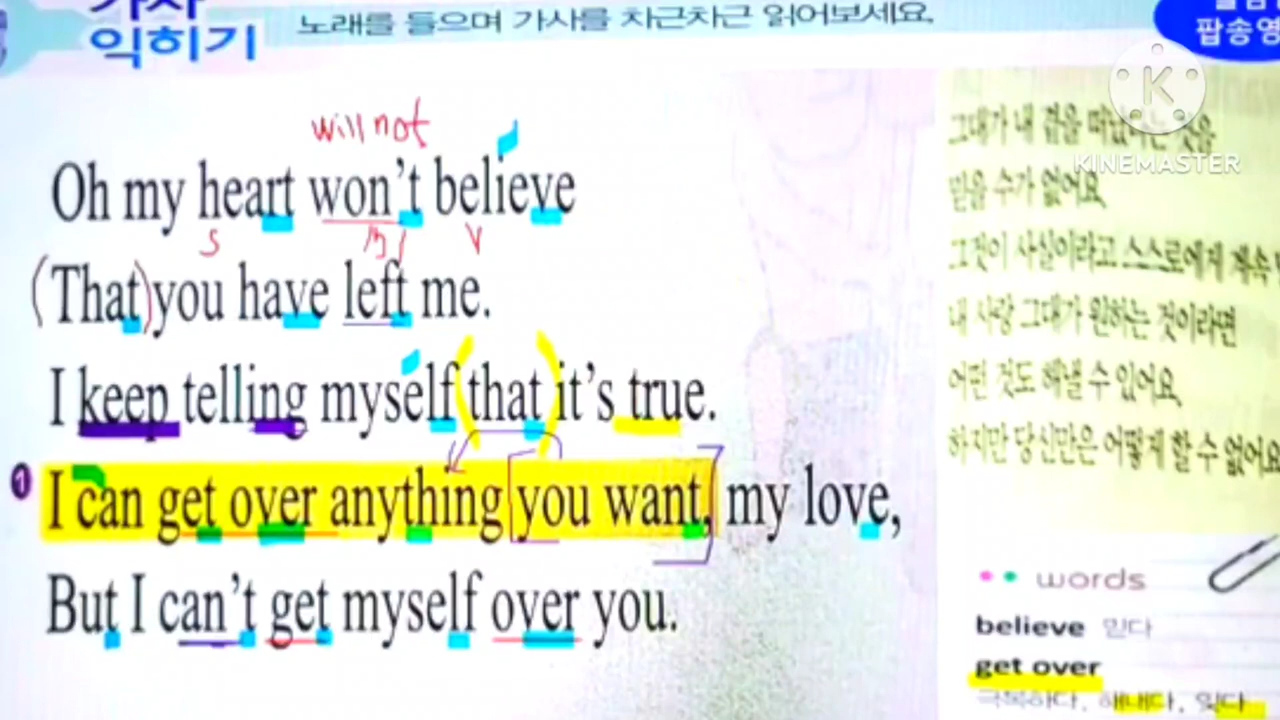 가사
익히기
노래를 들으며 가사를 차근차근 읽어보세요.
팝송영
KINEMASTER
will not
Oh my heart won't believe
S
V
(That) you have left me.
I keep telling myself (that) it's true.
1 I can get over anything [you want,] my love,
But I can't get myself over you.
그대가 내 곁을 떠났다는 것을
믿을 수가 없어요.
그것이 사실이라고 스스로에게 계속
내 사랑 그대가 원하는 것이라면
어떤 것도 해낼 수 있어요.
하지만 당신만은 어떻게 할 수 없어요
words
believe 믿다
get over
극복하다, 해내다, 잊다